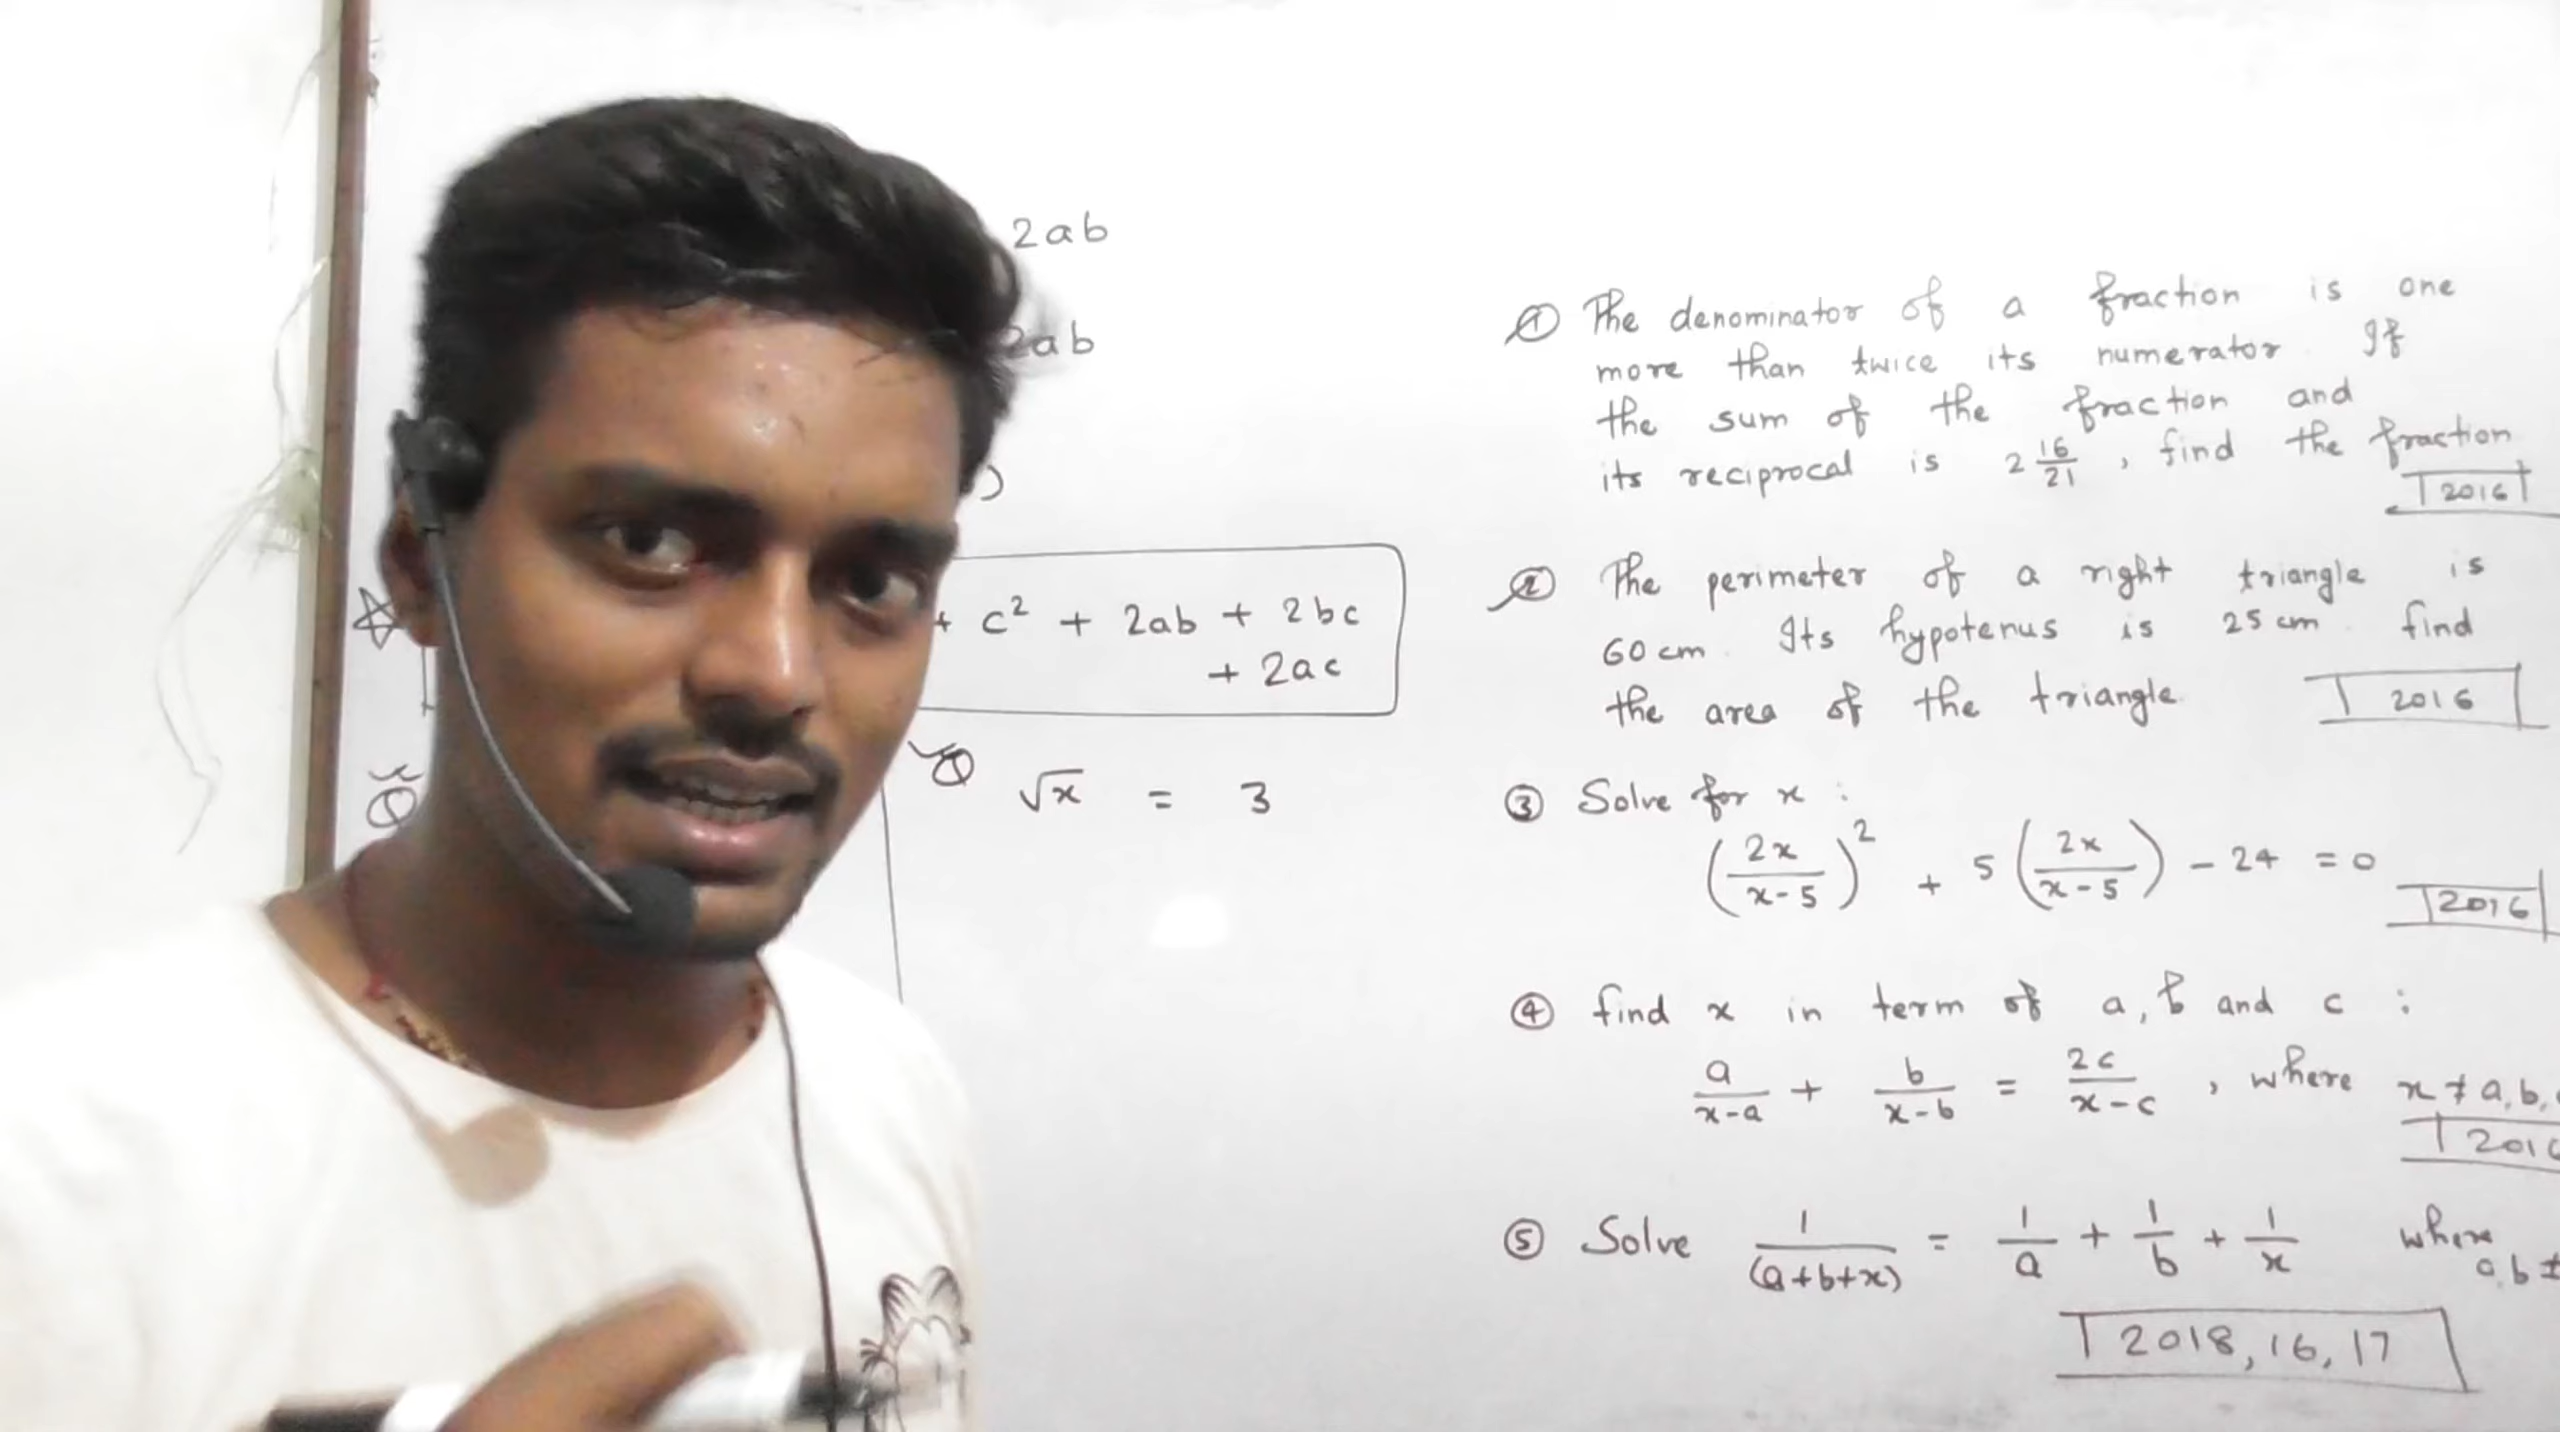 2ab
2ab
)
+ c² + 2ab + 2bc
+ 2ac
① √x = 3
① The denominator of a fraction is one
more than twice its numerator. If
the sum of the fraction and
its reciprocal is 2 16/21, find the fraction
2016
② The perimeter of a right triangle is
60 cm. Its hypotenus is 25 cm. find
the area of the triangle.
2016
③ Solve for x :
(2x/(x-5))² + 5(2x/(x-5)) - 24 = 0
2016
④ find x in term of a, b and c :
a/(x-a) + b/(x-b) = 2c/(x-c), where x ≠ a, b,
201
⑤ Solve 1/(a+b+x) = 1/a + 1/b + 1/x where
a, b ≠
2018, 16, 17